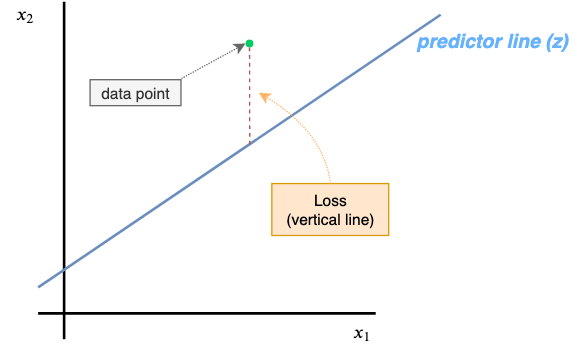 x₂
predictor line (z)
data point
Loss
(vertical line)
x₁